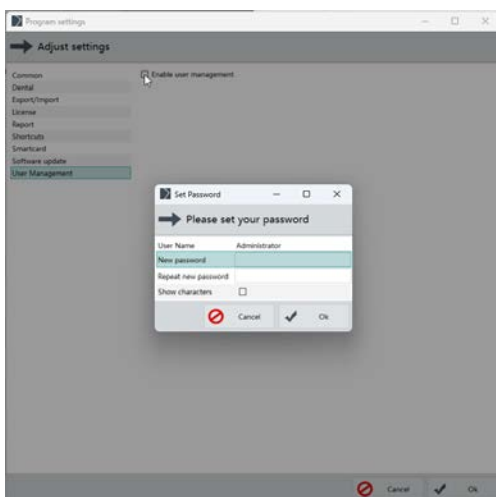 Program settings
Adjust settings
Common
Enable user management
Dental
Export/Import
License
Report
Shortcuts
Smartcard
Software update
User Management
Set Password
Please set your password
User Name Administrator
New password
Repeat new password
Show characters
Cancel Ok
Cancel Ok